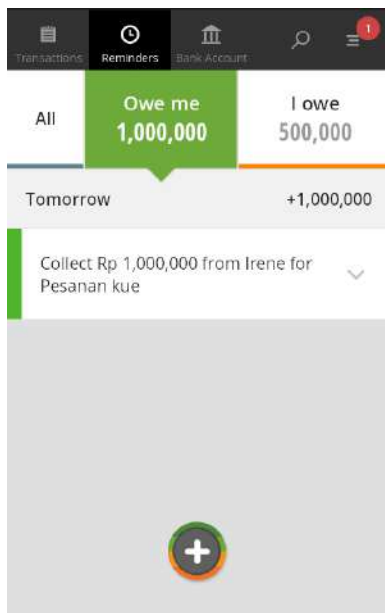 1
Transactions Reminders Bank Account
All Owe me I owe
1,000,000 500,000
Tomorrow +1,000,000
Collect Rp 1,000,000 from Irene for
Pesanan kue